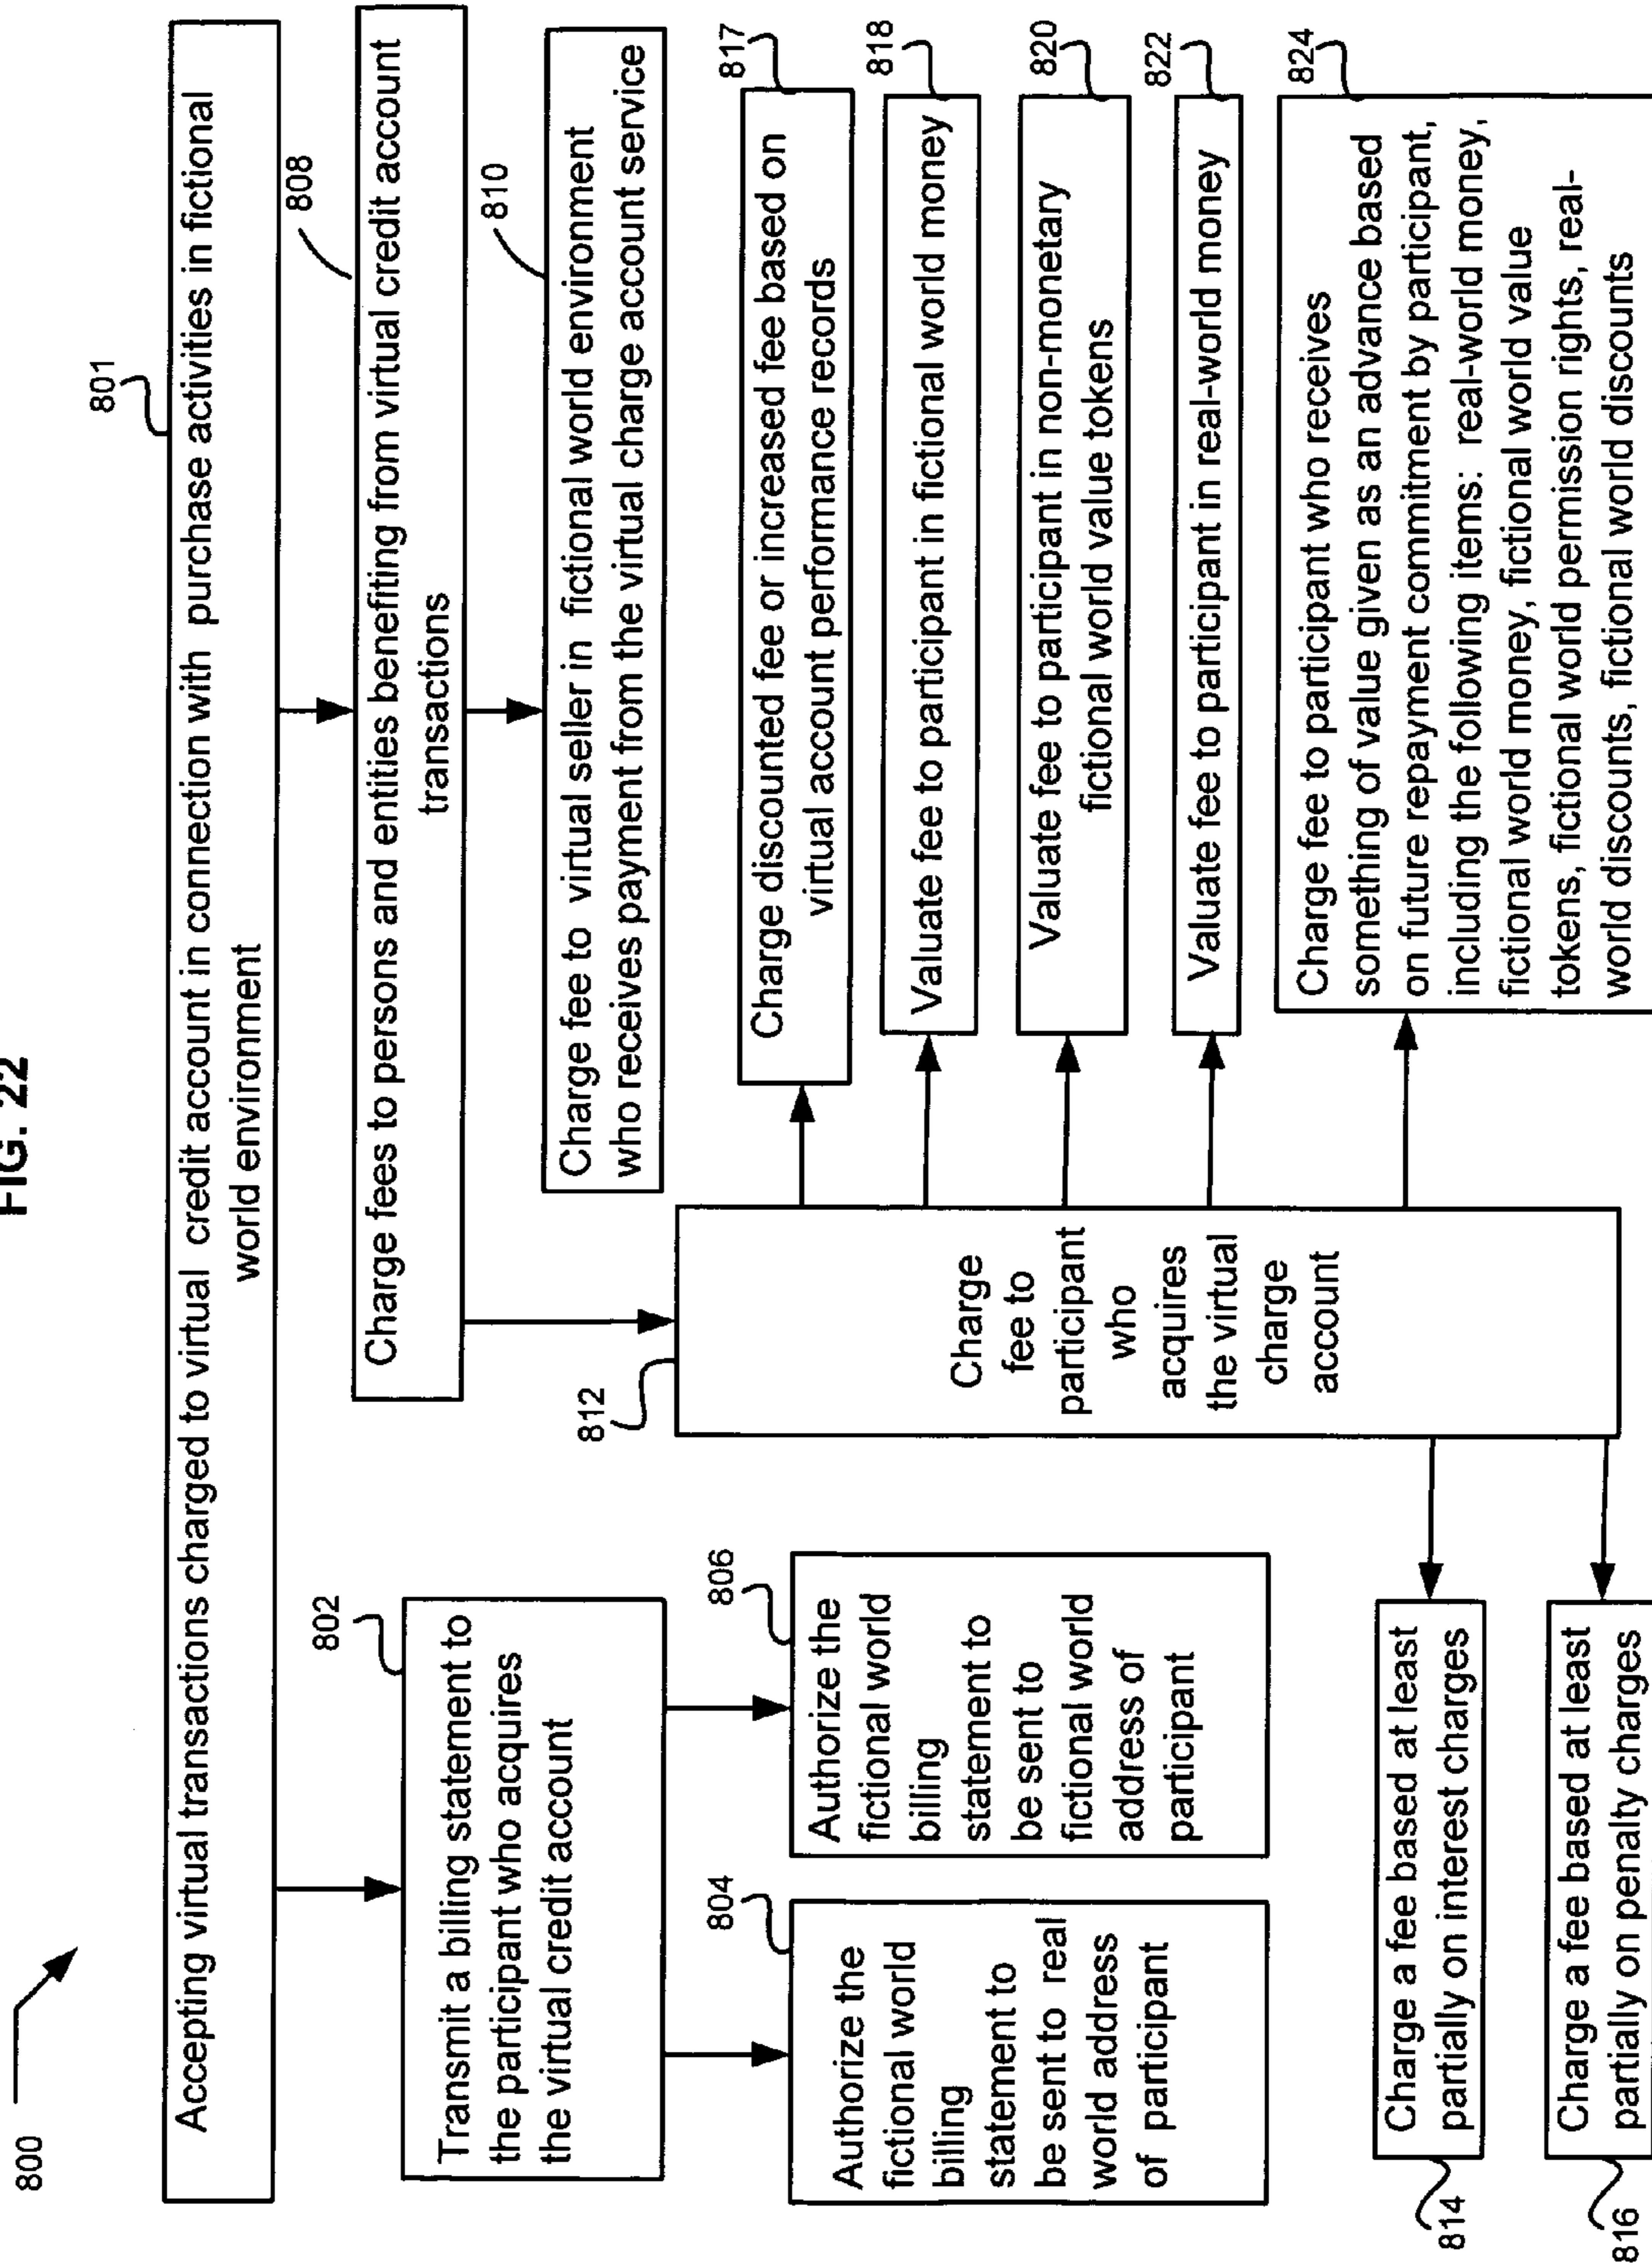 FIG. 22
800
801
Accepting virtual transactions charged to virtual credit account in connection with purchase activities in fictional
world environment
802
Transmit a billing statement to
the participant who acquires
the virtual credit account
804
Authorize the
fictional world
billing
statement to
be sent to real
world address
of participant
806
Authorize the
fictional world
billing
statement to
be sent to
fictional world
address of
participant
808
Charge fees to persons and entities benefiting from virtual credit account
transactions
810
Charge fee to virtual seller in fictional world environment
who receives payment from the virtual charge account service
812
Charge
fee to
participant
who
acquires
the virtual
charge
account
814
Charge a fee based at least
partially on interest charges
816
Charge a fee based at least
partially on penalty charges
817
Charge discounted fee or increased fee based on
virtual account performance records
818
Valuate fee to participant in fictional world money
820
Valuate fee to participant in non-monetary
fictional world value tokens
822
Valuate fee to participant in real-world money
824
Charge fee to participant who receives
something of value given as an advance based
on future repayment commitment by participant,
including the following items: real-world money,
fictional world money, fictional world value
tokens, fictional world permission rights, real-
world discounts, fictional world discounts